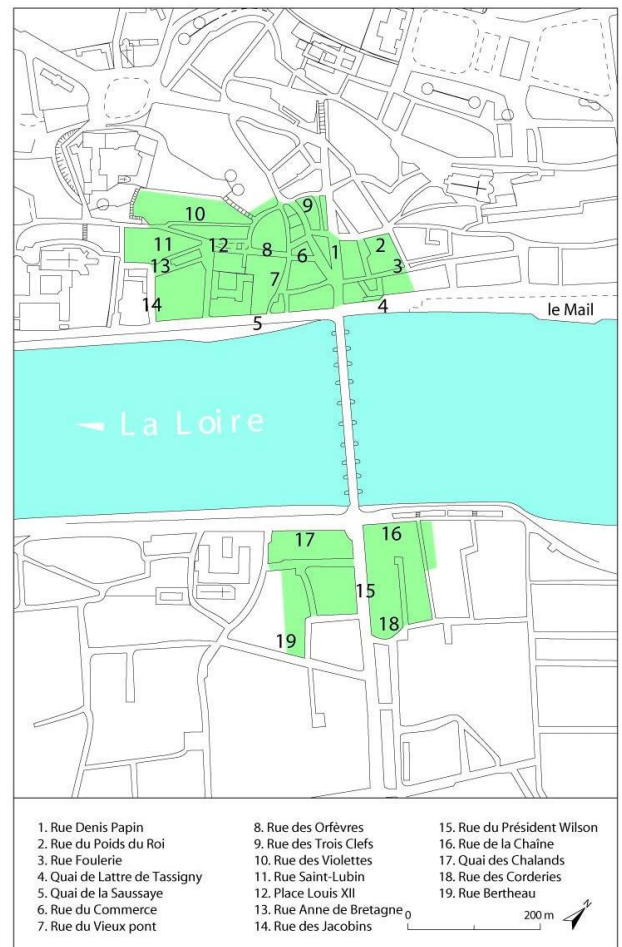 10
9
11
12
8
6
1
2
13
7
3
14
4
5
le Mail
La Loire
17
16
15
18
19
1. Rue Denis Papin
2. Rue du Poids du Roi
3. Rue Foulerie
4. Quai de Lattre de Tassigny
5. Quai de la Saussaye
6. Rue du Commerce
7. Rue du Vieux pont
8. Rue des Orfèvres
9. Rue des Trois Clefs
10. Rue des Violettes
11. Rue Saint-Lubin
12. Place Louis XII
13. Rue Anne de Bretagne
14. Rue des Jacobins
15. Rue du Président Wilson
16. Rue de la Chaîne
17. Quai des Chalands
18. Rue des Corderies
19. Rue Bertheau
0 200 m
N